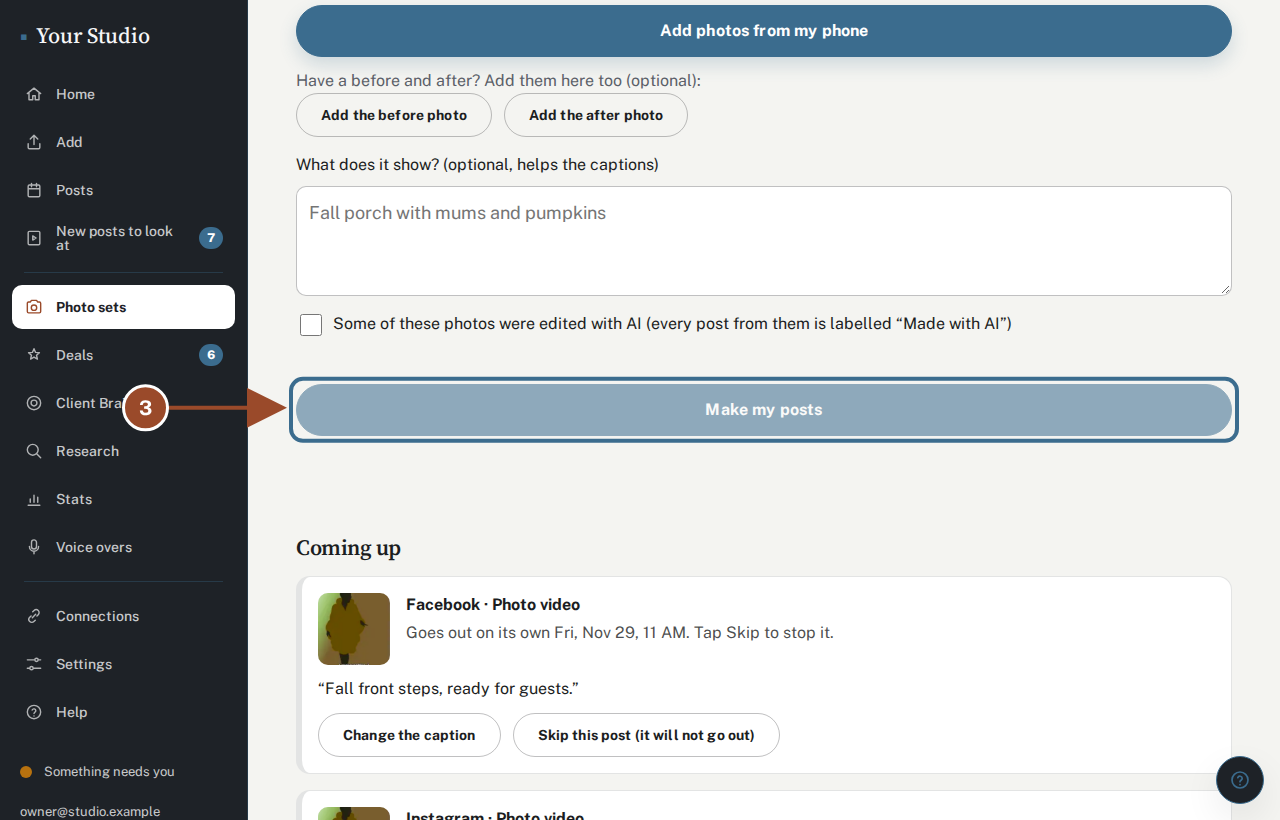 Your Studio
Home
Add
Posts
New posts to look
at
7
Photo sets
Deals
6
Client Bra
Research
Stats
Voice overs
Connections
Settings
Help
Something needs you
owner@studio.example
Add photos from my phone
Have a before and after? Add them here too (optional):
Add the before photo
Add the after photo
What does it show? (optional, helps the captions)
Fall porch with mums and pumpkins
Some of these photos were edited with AI (every post from them is labelled “Made with AI”)
3
Make my posts
Coming up
Facebook · Photo video
Goes out on its own Fri, Nov 29, 11 AM. Tap Skip to stop it.
“Fall front steps, ready for guests.”
Change the caption
Skip this post (it will not go out)
Instagram · Photo video